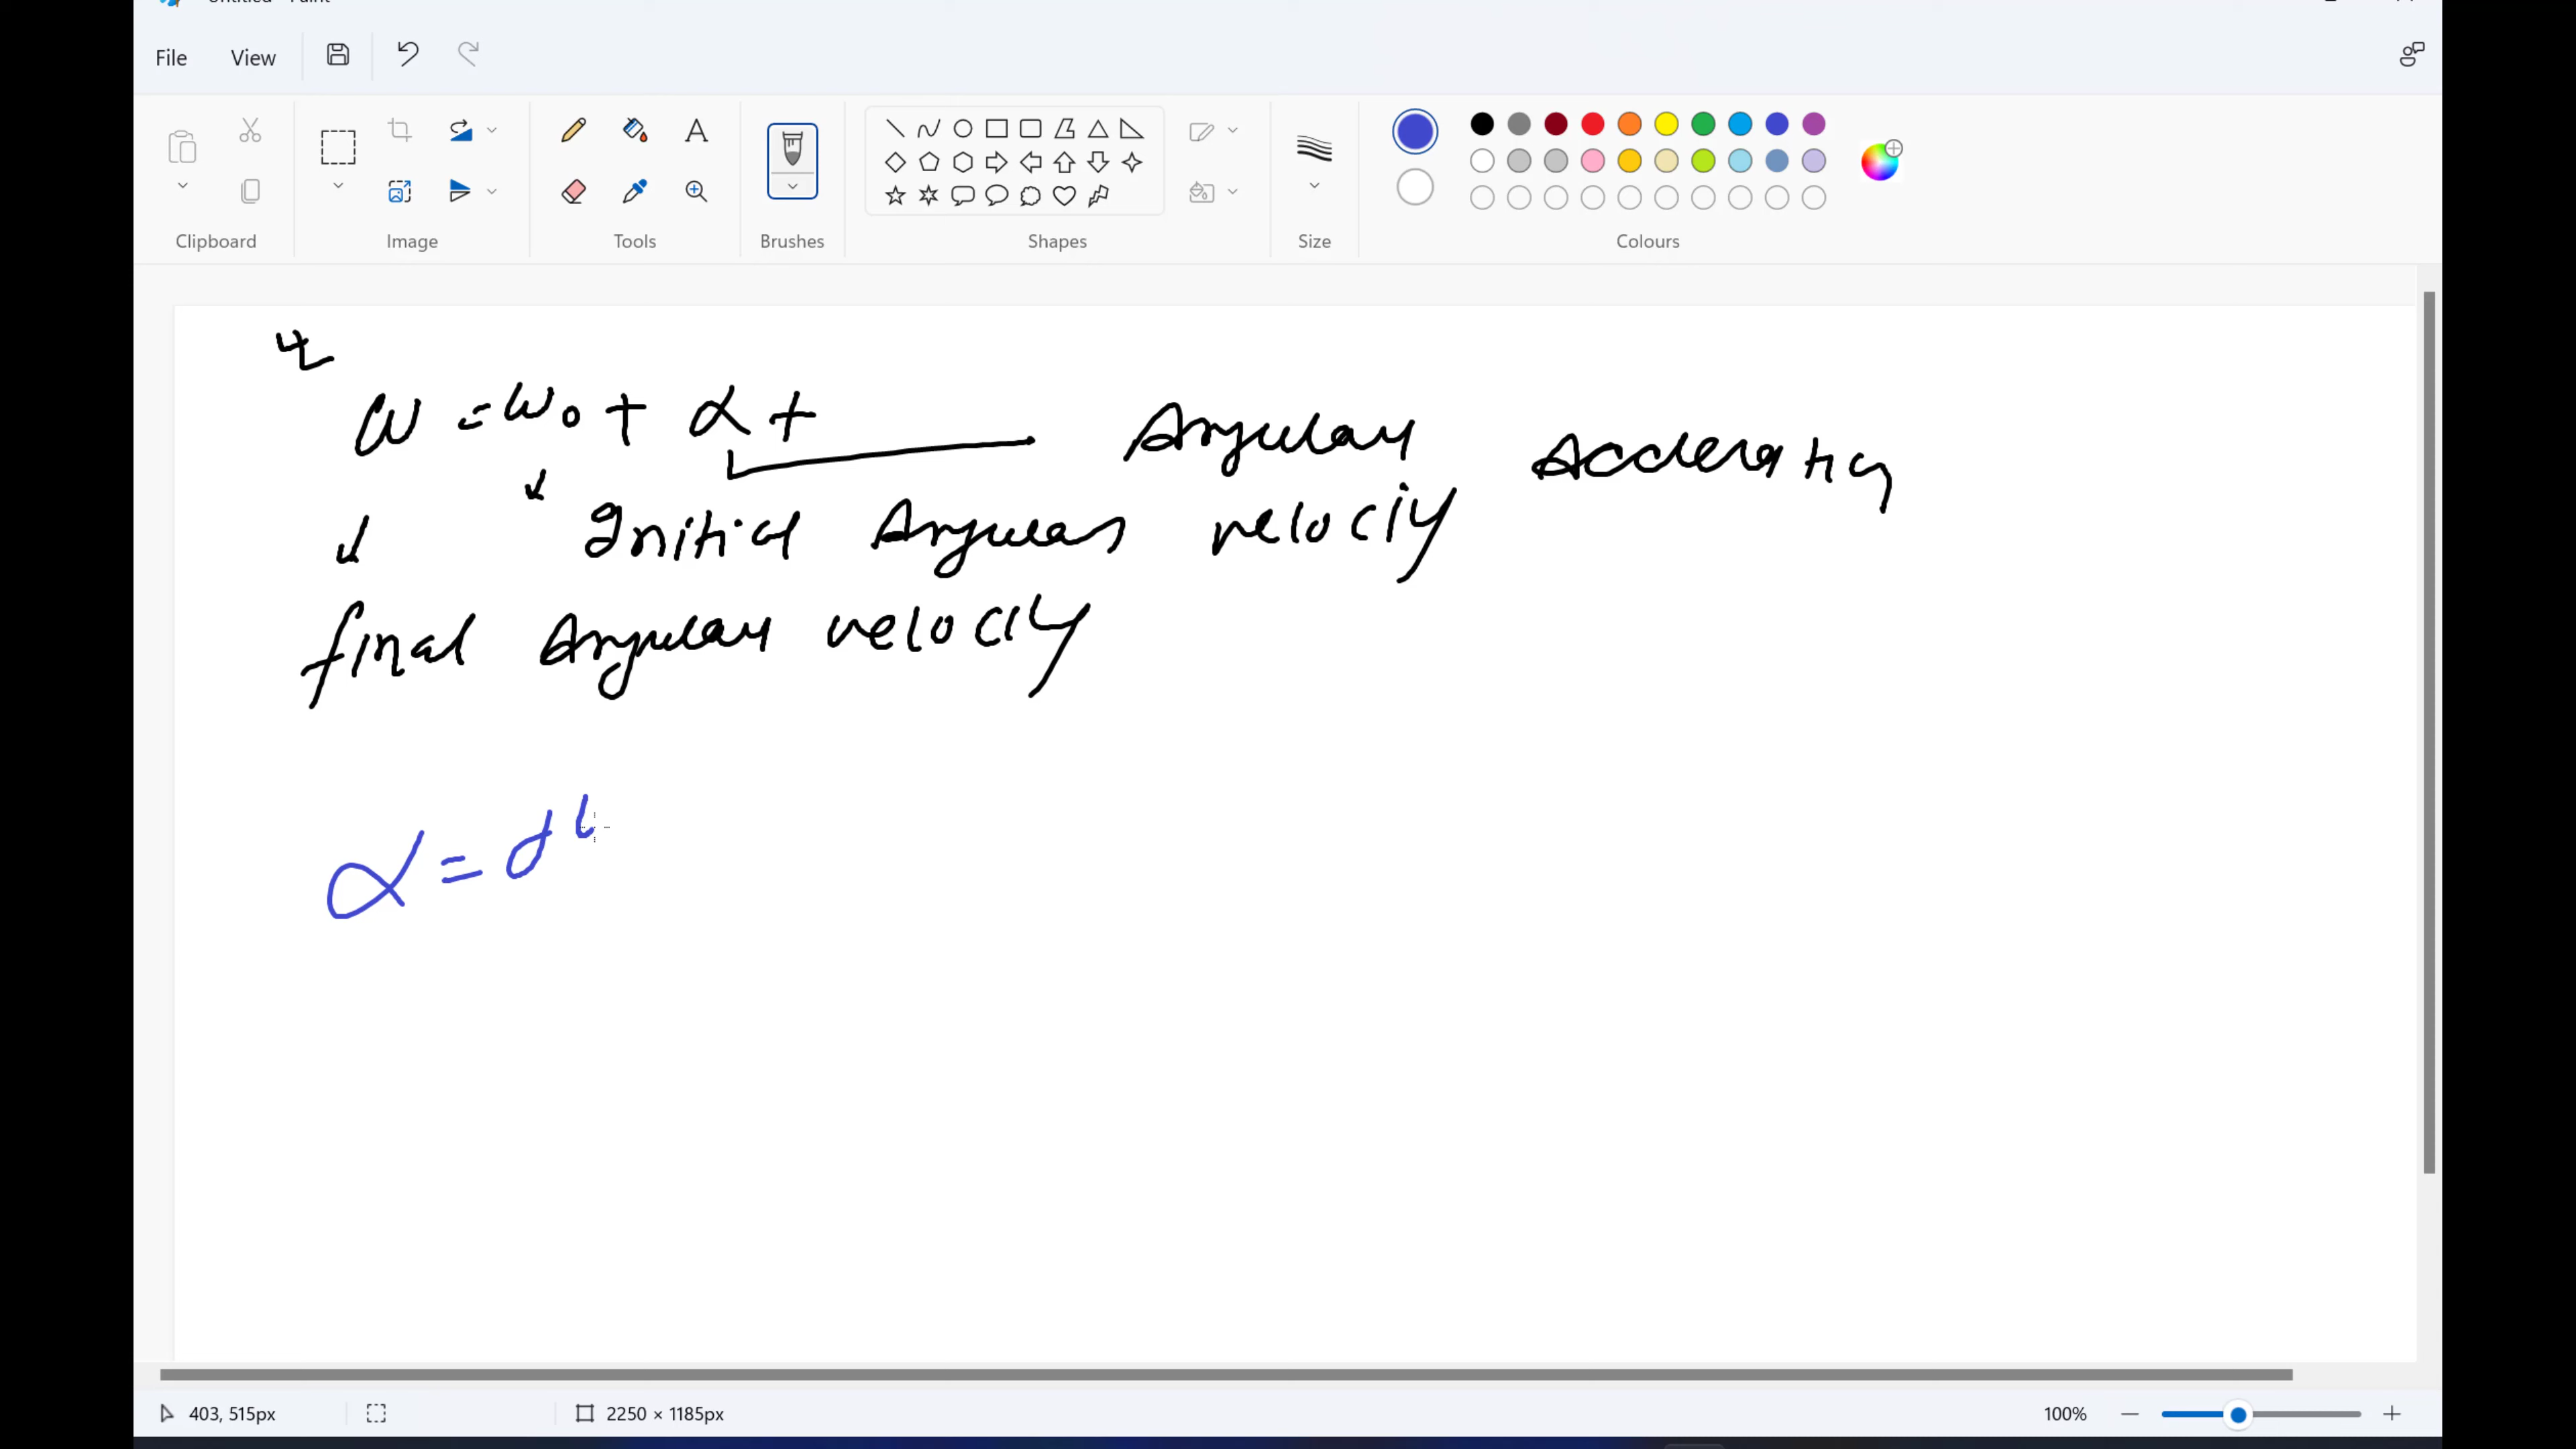 File View
Clipboard Image Tools Brushes Shapes Size Colours
ω = ω₀ + αt
Angular Acceleration
Initial Angular velocity
final Angular velocity
α = d
403, 515px 2250 × 1185px 100%